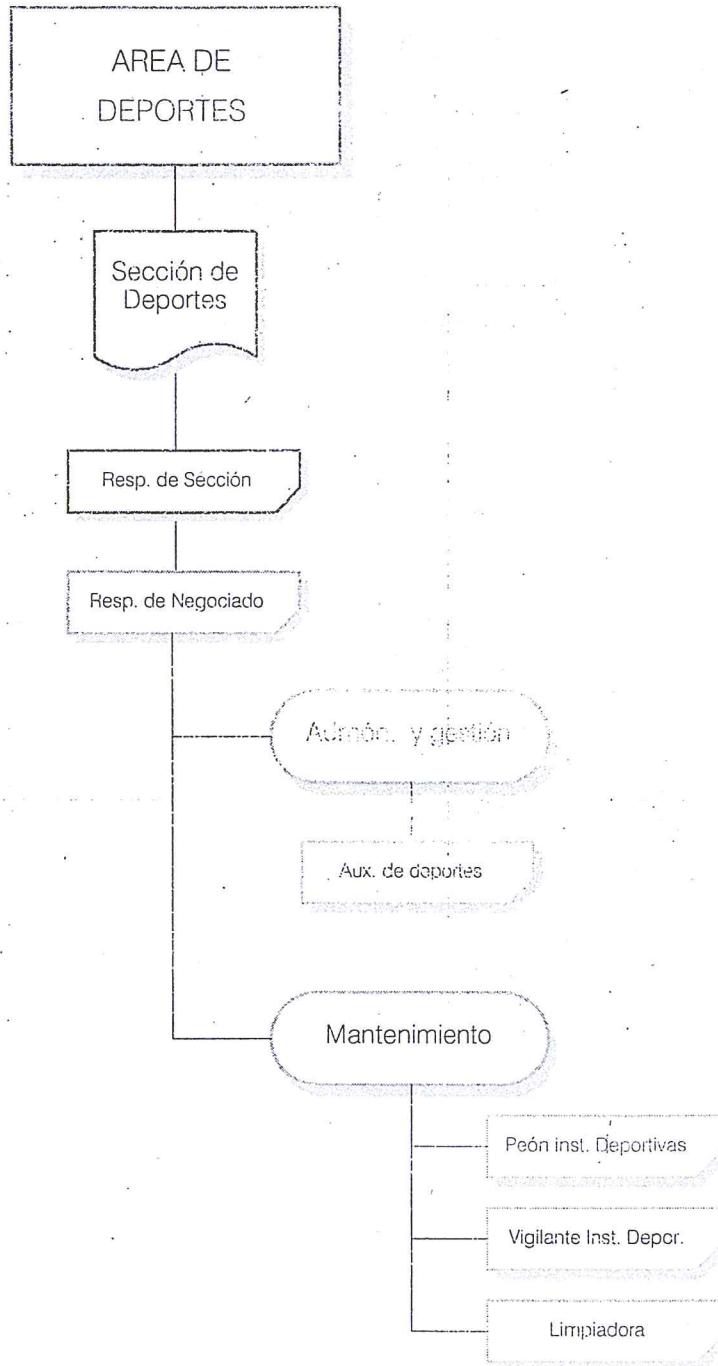 AREA DE
DEPORTES
Sección de
Deportes
Resp. de Sección
Resp. de Negociado
Admón. y gestión
Aux. de deportes
Mantenimiento
Peón inst. Deportivas
Vigilante Inst. Depor.
Limpiadora